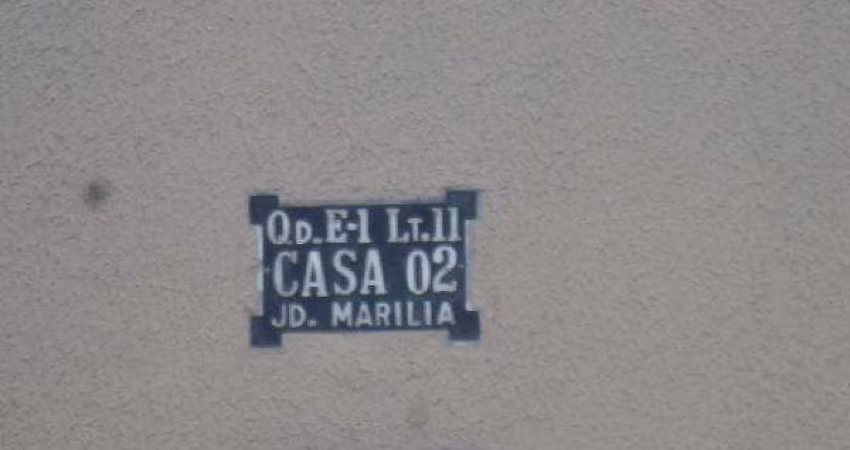 QD. E-1 LT. 11
CASA 02
JD. MARILIA